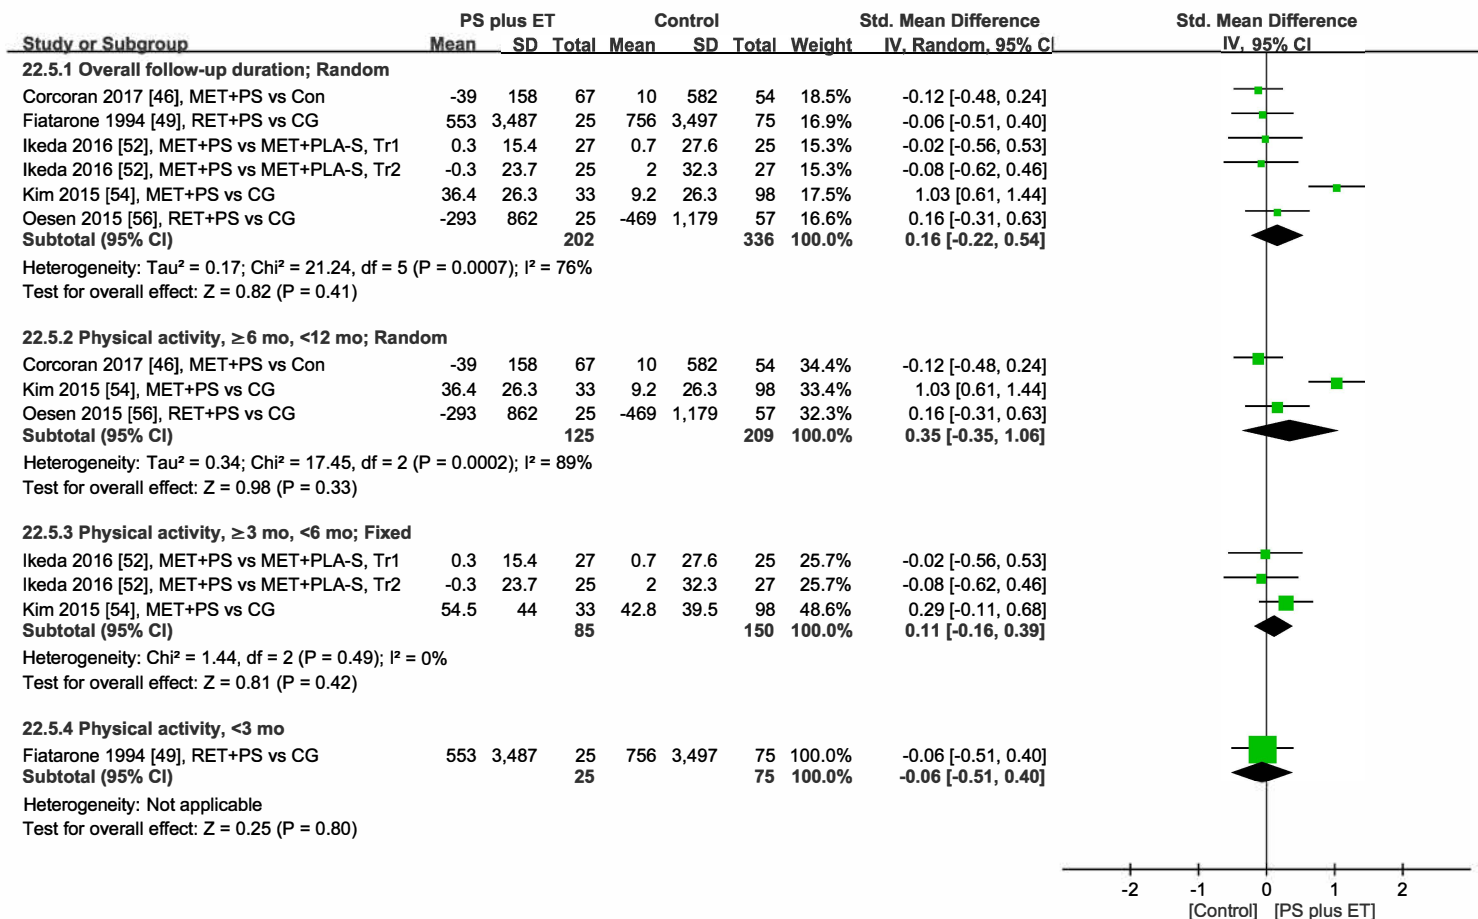 PS plus ET Control Std. Mean Difference Std. Mean Difference
Study or Subgroup Mean SD Total Mean SD Total Weight IV, Random, 95% CI IV, 95% CI
22.5.1 Overall follow-up duration; Random
Corcoran 2017 [46], MET+PS vs Con -39 158 67 10 582 54 18.5% -0.12 [-0.48, 0.24]
Fiatarone 1994 [49], RET+PS vs CG 553 3,487 25 756 3,497 75 16.9% -0.06 [-0.51, 0.40]
Ikeda 2016 [52], MET+PS vs MET+PLA-S, Tr1 0.3 15.4 27 0.7 27.6 25 15.3% -0.02 [-0.56, 0.53]
Ikeda 2016 [52], MET+PS vs MET+PLA-S, Tr2 -0.3 23.7 25 2 32.3 27 15.3% -0.08 [-0.62, 0.46]
Kim 2015 [54], MET+PS vs CG 36.4 26.3 33 9.2 26.3 98 17.5% 1.03 [0.61, 1.44]
Oesen 2015 [56], RET+PS vs CG -293 862 25 -469 1,179 57 16.6% 0.16 [-0.31, 0.63]
Subtotal (95% CI) 202 336 100.0% 0.16 [-0.22, 0.54]
Heterogeneity: Tau² = 0.17; Chi² = 21.24, df = 5 (P = 0.0007); I² = 76%
Test for overall effect: Z = 0.82 (P = 0.41)
22.5.2 Physical activity, ≥6 mo, <12 mo; Random
Corcoran 2017 [46], MET+PS vs Con -39 158 67 10 582 54 34.4% -0.12 [-0.48, 0.24]
Kim 2015 [54], MET+PS vs CG 36.4 26.3 33 9.2 26.3 98 33.4% 1.03 [0.61, 1.44]
Oesen 2015 [56], RET+PS vs CG -293 862 25 -469 1,179 57 32.3% 0.16 [-0.31, 0.63]
Subtotal (95% CI) 125 209 100.0% 0.35 [-0.35, 1.06]
Heterogeneity: Tau² = 0.34; Chi² = 17.45, df = 2 (P = 0.0002); I² = 89%
Test for overall effect: Z = 0.98 (P = 0.33)
22.5.3 Physical activity, ≥3 mo, <6 mo; Fixed
Ikeda 2016 [52], MET+PS vs MET+PLA-S, Tr1 0.3 15.4 27 0.7 27.6 25 25.7% -0.02 [-0.56, 0.53]
Ikeda 2016 [52], MET+PS vs MET+PLA-S, Tr2 -0.3 23.7 25 2 32.3 27 25.7% -0.08 [-0.62, 0.46]
Kim 2015 [54], MET+PS vs CG 54.5 44 33 42.8 39.5 98 48.6% 0.29 [-0.11, 0.68]
Subtotal (95% CI) 85 150 100.0% 0.11 [-0.16, 0.39]
Heterogeneity: Chi² = 1.44, df = 2 (P = 0.49); I² = 0%
Test for overall effect: Z = 0.81 (P = 0.42)
22.5.4 Physical activity, <3 mo
Fiatarone 1994 [49], RET+PS vs CG 553 3,487 25 756 3,497 75 100.0% -0.06 [-0.51, 0.40]
Subtotal (95% CI) 25 75 100.0% -0.06 [-0.51, 0.40]
Heterogeneity: Not applicable
Test for overall effect: Z = 0.25 (P = 0.80)
-2 -1 0 1 2
[Control] [PS plus ET]